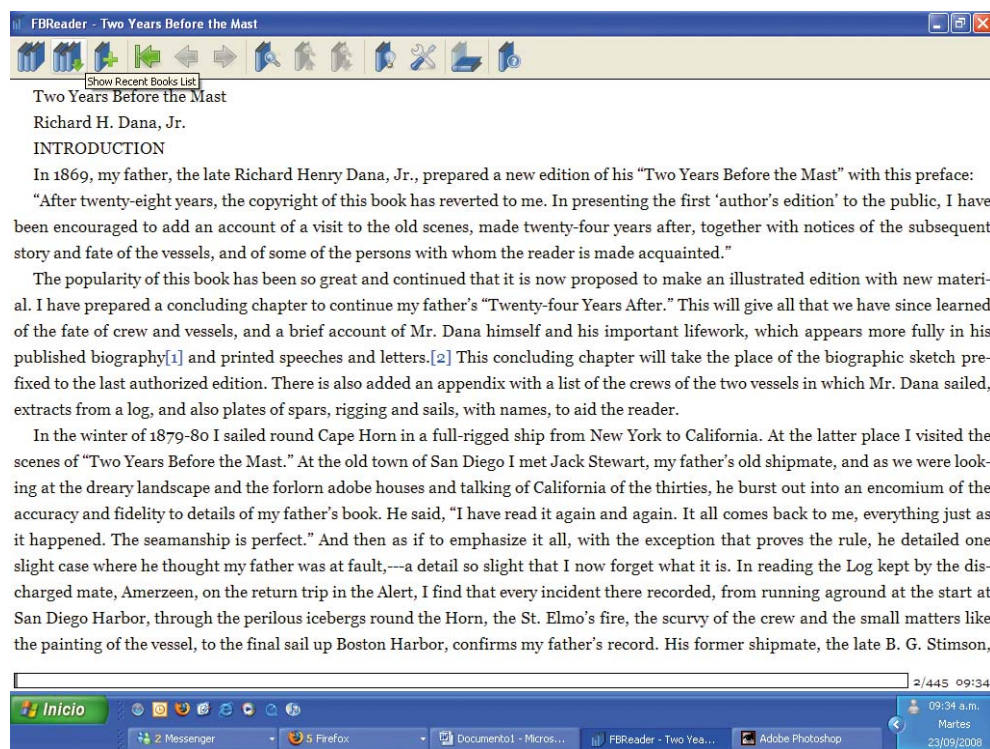 FBReader - Two Years Before the Mast
Show Recent Books List
Two Years Before the Mast
Richard H. Dana, Jr.
INTRODUCTION
In 1869, my father, the late Richard Henry Dana, Jr., prepared a new edition of his “Two Years Before the Mast” with this preface:
“After twenty-eight years, the copyright of this book has reverted to me. In presenting the first ‘author’s edition’ to the public, I have
been encouraged to add an account of a visit to the old scenes, made twenty-four years after, together with notices of the subsequent
story and fate of the vessels, and of some of the persons with whom the reader is made acquainted.”
The popularity of this book has been so great and continued that it is now proposed to make an illustrated edition with new materi-
al. I have prepared a concluding chapter to continue my father’s “Twenty-four Years After.” This will give all that we have since learned
of the fate of crew and vessels, and a brief account of Mr. Dana himself and his important lifework, which appears more fully in his
published biography[1] and printed speeches and letters.[2] This concluding chapter will take the place of the biographic sketch pre-
fixed to the last authorized edition. There is also added an appendix with a list of the crews of the two vessels in which Mr. Dana sailed,
extracts from a log, and also plates of spars, rigging and sails, with names, to aid the reader.
In the winter of 1879-80 I sailed round Cape Horn in a full-rigged ship from New York to California. At the latter place I visited the
scenes of “Two Years Before the Mast.” At the old town of San Diego I met Jack Stewart, my father’s old shipmate, and as we were look-
ing at the dreary landscape and the forlorn adobe houses and talking of California of the thirties, he burst out into an encomium of the
accuracy and fidelity to details of my father’s book. He said, “I have read it again and again. It all comes back to me, everything just as
it happened. The seamanship is perfect.” And then as if to emphasize it all, with the exception that proves the rule, he detailed one
slight case where he thought my father was at fault,---a detail so slight that I now forget what it is. In reading the Log kept by the dis-
charged mate, Amerzeen, on the return trip in the Alert, I find that every incident there recorded, from running aground at the start at
San Diego Harbor, through the perilous icebergs round the Horn, the St. Elmo’s fire, the scurvy of the crew and the small matters like
the painting of the vessel, to the final sail up Boston Harbor, confirms my father’s record. His former shipmate, the late B. G. Stimson,
2/445 09:34
Inicio
09:34 a.m.
Martes
23/09/2008
2 Messenger
5 Firefox
Documento1 - Micros...
FBReader - Two Yea...
Adobe Photoshop